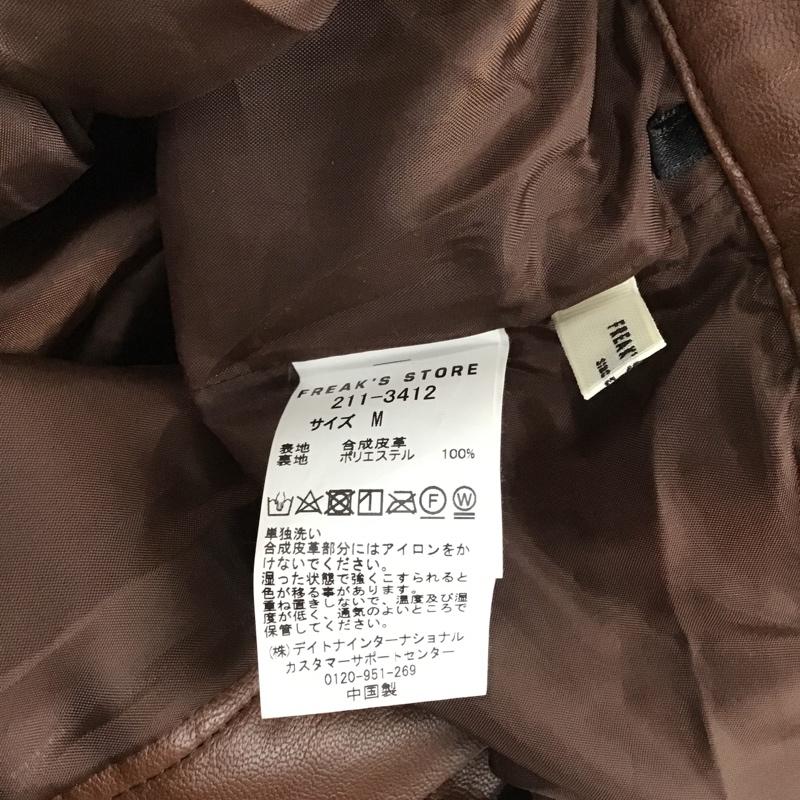 FREAK'S STORE
211-3412
サイズ M
表地 合成皮革
裏地 ポリエステル 100%
F W
単独洗い
合成皮革部分にはアイロンをか
けないでください。
湿った状態で強くこすられると
色が移る事があります。
重ね置きしないで、温度及び湿
度が低く、通気のよいところで
保管してください。
(株)デイトナインターナショナル
カスタマーサポートセンター
0120-951-269
中国製
FREAK'S